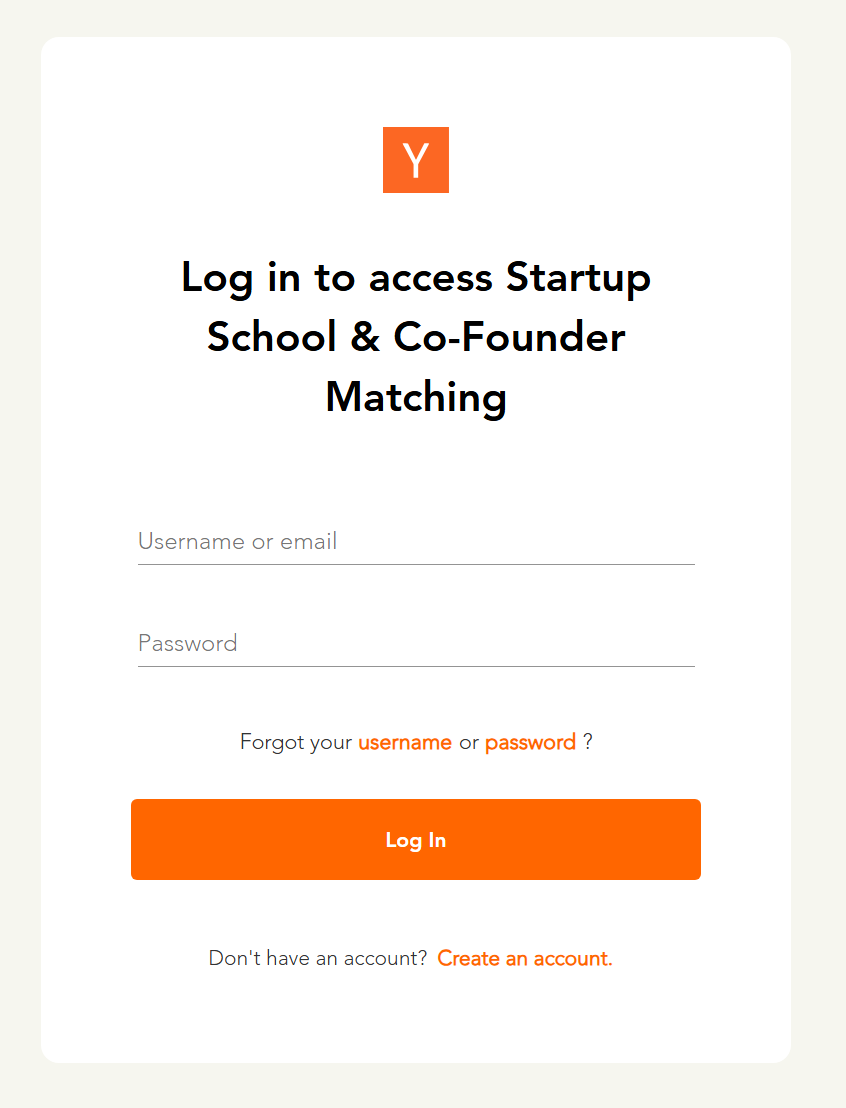 Y
Log in to access Startup
School & Co-Founder
Matching
Username or email
Password
Forgot your username or password ?
Log In
Don't have an account? Create an account.